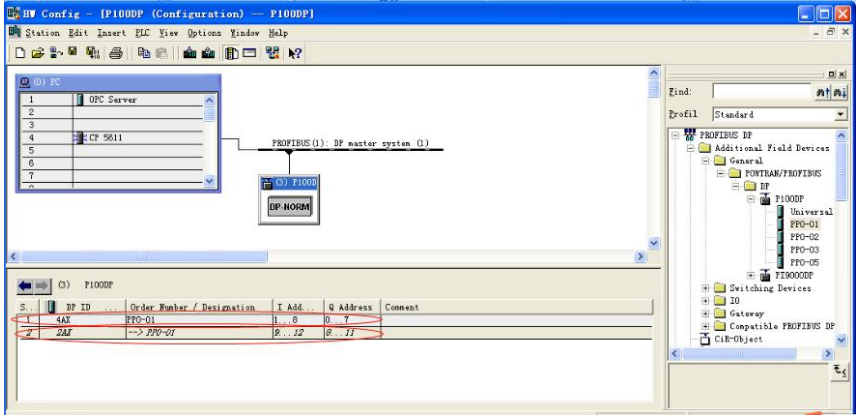 HW Config - [P100DP (Configuration) -- P100DP]
Station Edit Insert PLC View Options Window Help
(0) PC
1 OPC Server
2
3
4 CP 5611
5
6
7
PROFIBUS(1): DP master system (1)
(3) P100D
DP-NORM
Find:
Profil Standard
PROFIBUS DP
Additional Field Devices
General
POWTRAN/PROFIBUS
DP
P100DP
Universal
PPO-01
PPO-02
PPO-03
PPO-05
PI9000DP
Switching Devices
IO
Gateway
Compatible PROFIBUS DP
CiR-Object
(3) P100DP
S... DP ID ... Order Number / Designation I Add... Q Address Comment
1 4AX PPO-01 1...8 0...7
2 2AX --> PPO-01 9...12 8...11